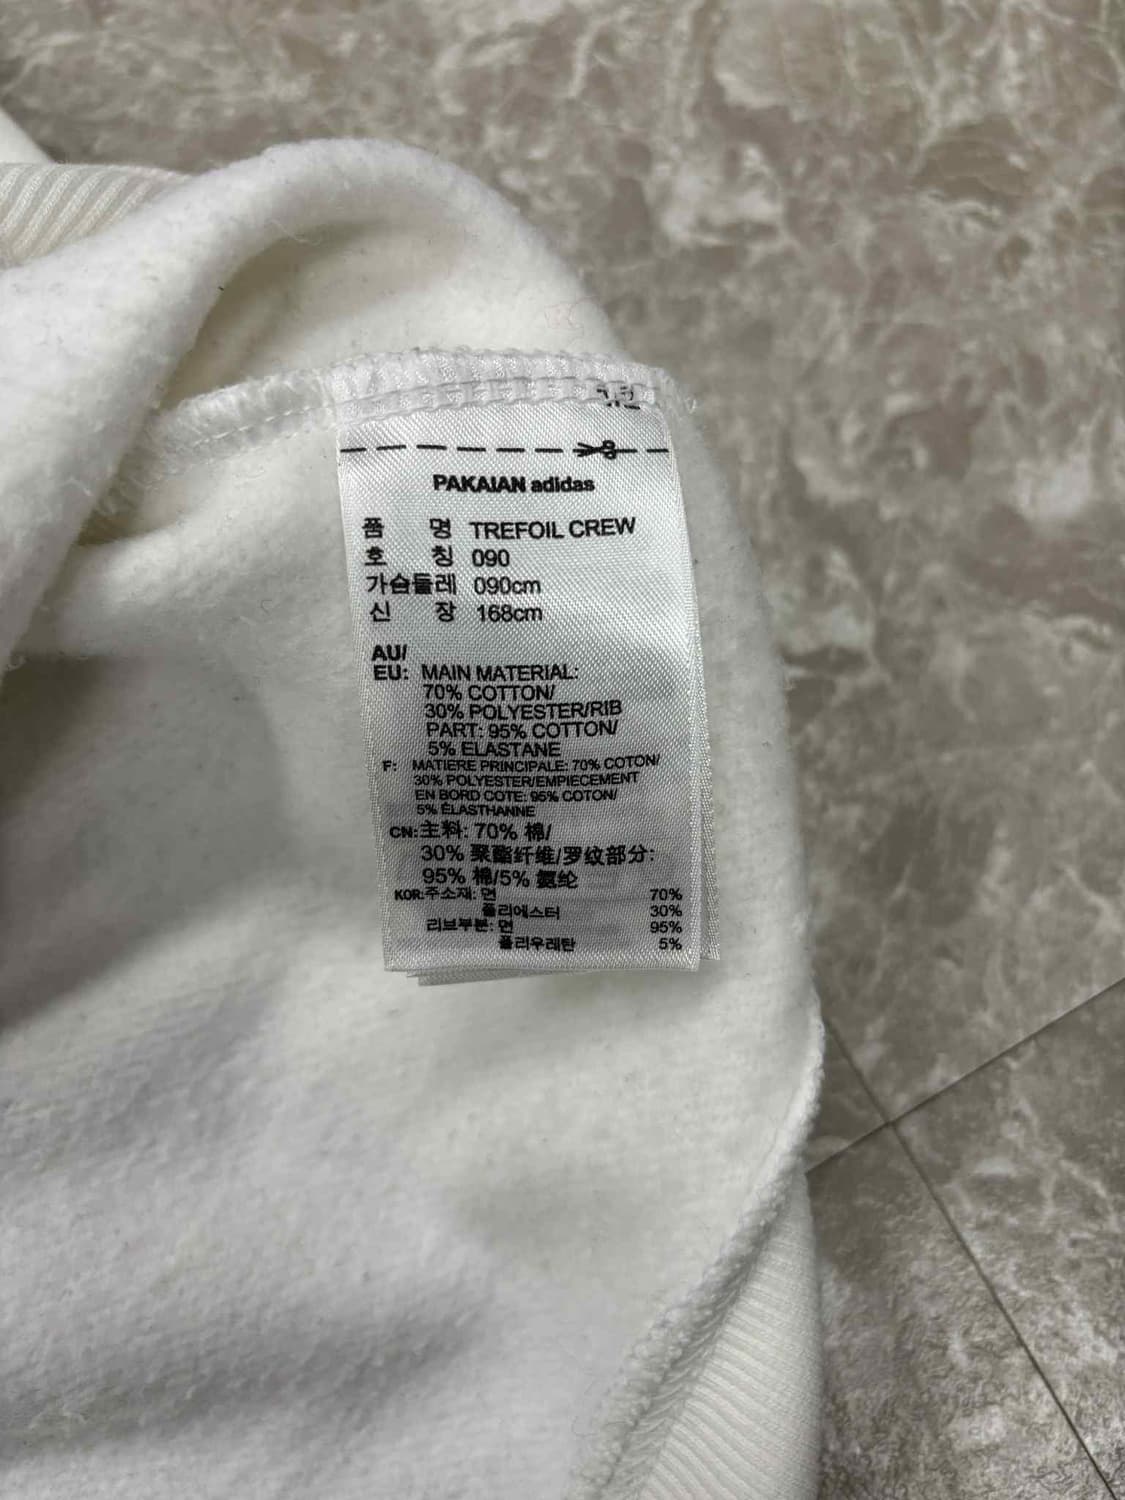 PAKAIAN adidas
품 명 TREFOIL CREW
호 칭 090
가슴둘레 090cm
신 장 168cm
AU/
EU: MAIN MATERIAL:
70% COTTON/
30% POLYESTER/RIB
PART: 95% COTTON/
5% ELASTANE
F: MATIERE PRINCIPALE: 70% COTON/
30% POLYESTER/EMPIECEMENT
EN BORD COTE: 95% COTON/
5% ÉLASTHANNE
CN:主料: 70% 棉/
30% 聚酯纤维/罗纹部分:
95% 棉/5% 氨纶
KOR:주소재: 면 70%
폴리에스터 30%
리브부분: 면 95%
폴리우레탄 5%